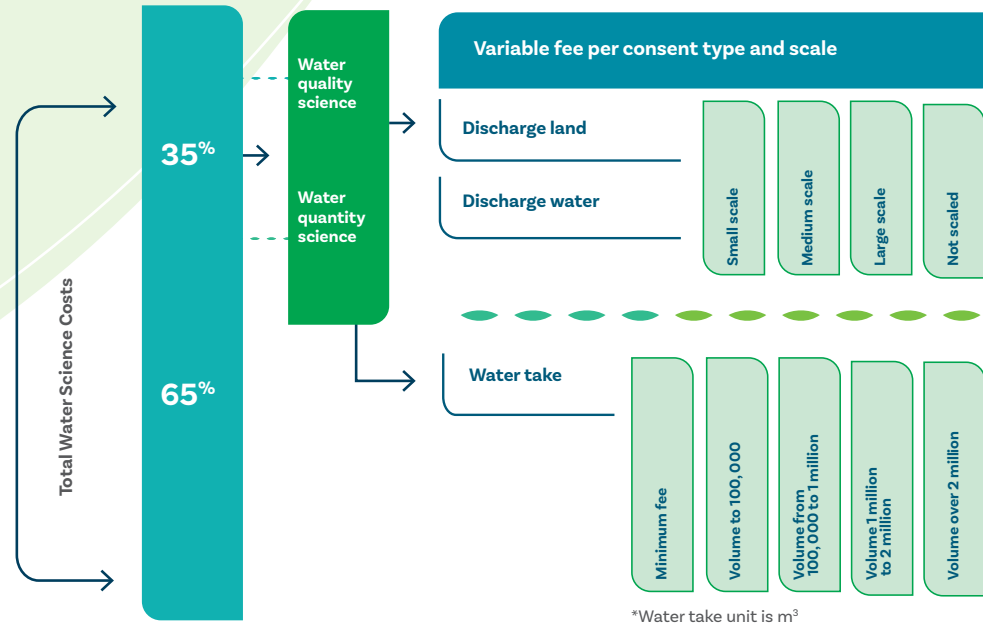 Total Water Science Costs
35%
65%
Water
quality
science
Water
quantity
science
Variable fee per consent type and scale
Discharge land
Discharge water
Small scale
Medium scale
Large scale
Not scaled
Water take
Minimum fee
Volume to 100,000
Volume from
100,000 to 1 million
Volume 1 million
to 2 million
Volume over 2 million
*Water take unit is m³